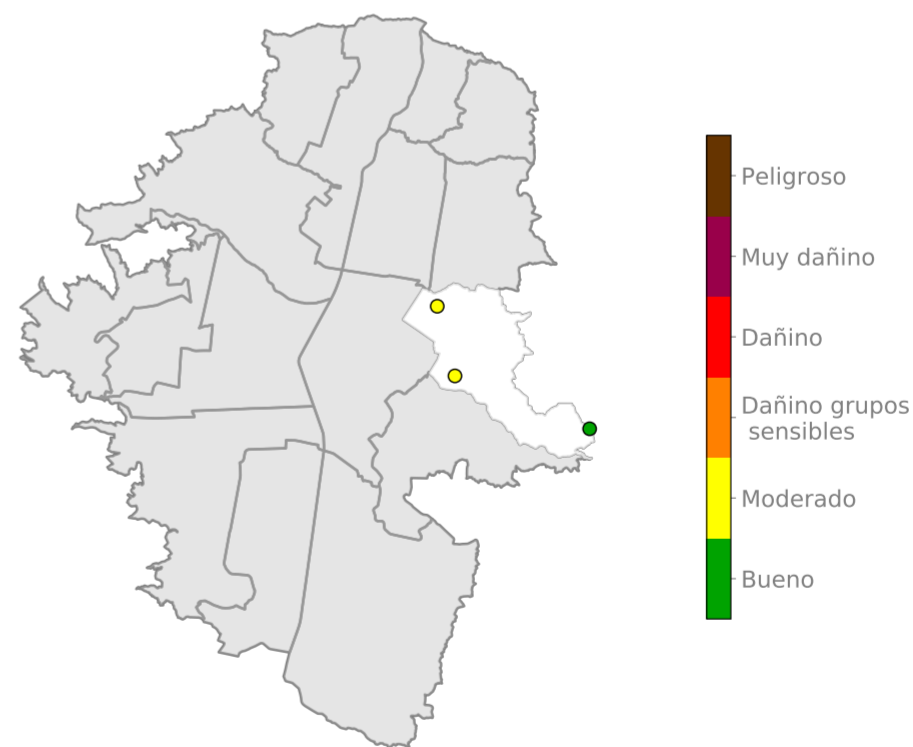 Peligroso
Muy dañino
Dañino
Dañino grupos
sensibles
Moderado
Bueno